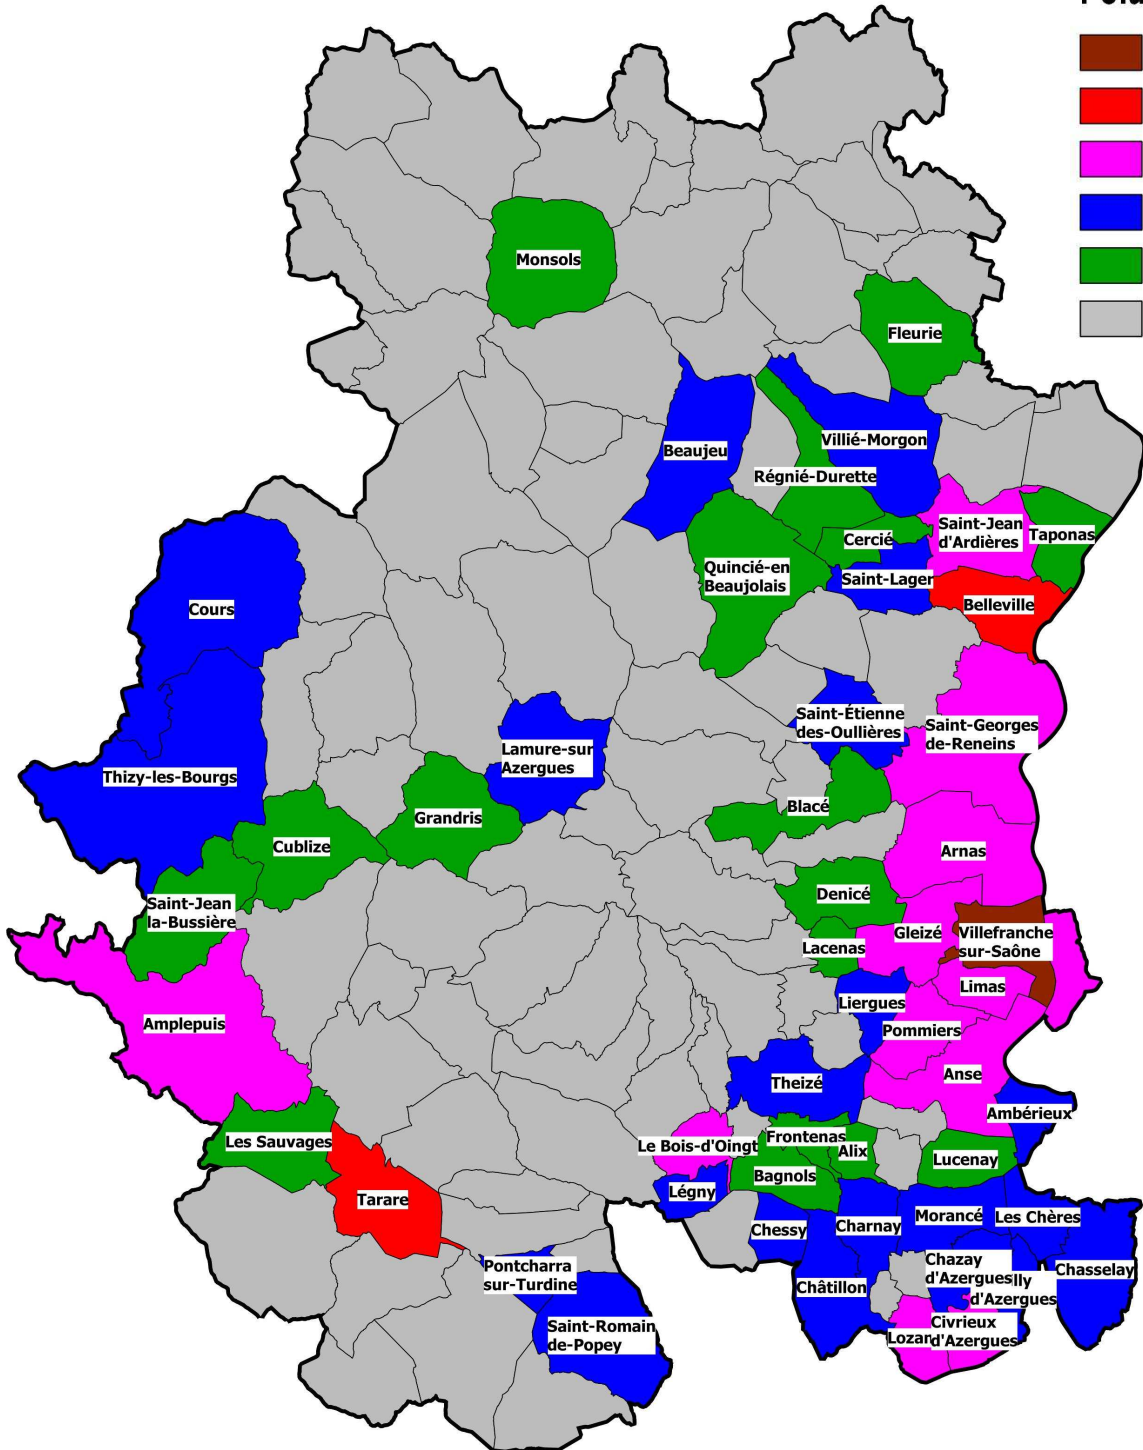 Monsols
Fleurie
Beaujeu
Villié-Morgon
Régnié-Durette
Saint-Jean
d'Ardières
Taponas
Cercié
Quincié-en
Beaujolais
Saint-Lager
Belleville
Cours
Saint-Étienne
des-Oullières
Saint-Georges
de-Reneins
Lamure-sur
Azergues
Thizy-les-Bourgs
Blacé
Grandris
Cublize
Arnas
Denicé
Saint-Jean
la-Bussière
Gleizé
Villefranche
sur-Saône
Lacenas
Limas
Liergues
Amplepuis
Pommiers
Anse
Theizé
Ambérieux
Les Sauvages
Le Bois-d'Oingt
Frontenas
Alix
Lucenay
Bagnols
Légny
Tarare
Chessy
Charnay
Morancé
Les Chères
Pontcharra
sur-Turdine
Châtillon
Chazay
d'Azergues
lly
d'Azergues
Chasselay
Saint-Romain
de-Popey
Lozan
Civrieux
d'Azergues